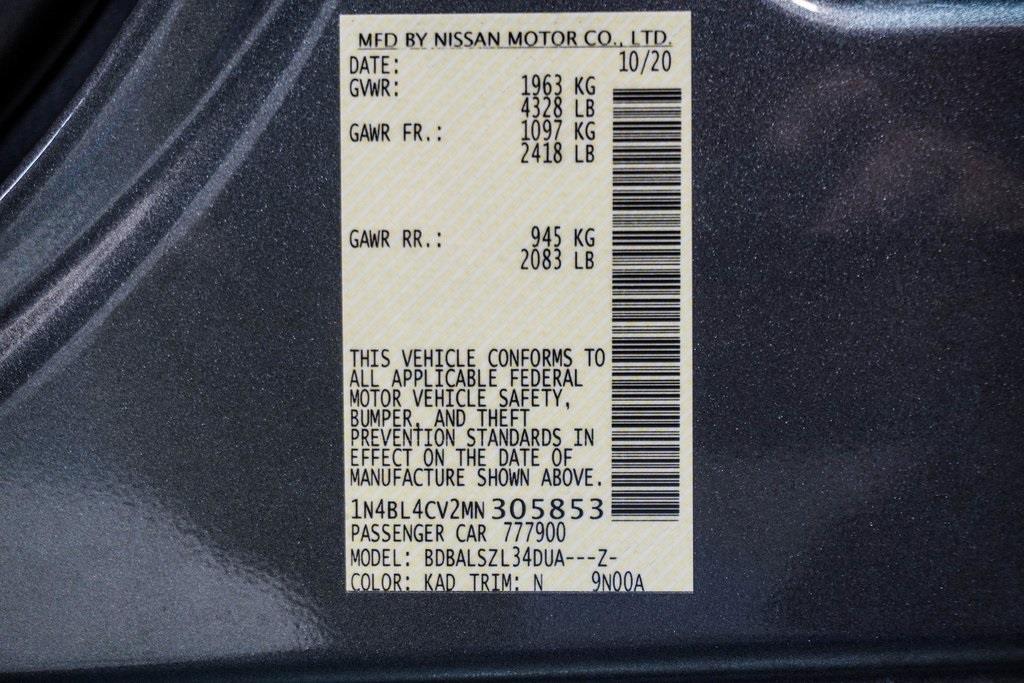 MFD BY NISSAN MOTOR CO., LTD.
DATE: 10/20
GVWR: 1963 KG
4328 LB
GAWR FR.: 1097 KG
2418 LB
GAWR RR.: 945 KG
2083 LB
THIS VEHICLE CONFORMS TO
ALL APPLICABLE FEDERAL
MOTOR VEHICLE SAFETY,
BUMPER, AND THEFT
PREVENTION STANDARDS IN
EFFECT ON THE DATE OF
MANUFACTURE SHOWN ABOVE.
1N4BL4CV2MN305853
PASSENGER CAR 777900
MODEL: BDBALSZL34DUA---Z-
COLOR: KAD TRIM: N 9N00A